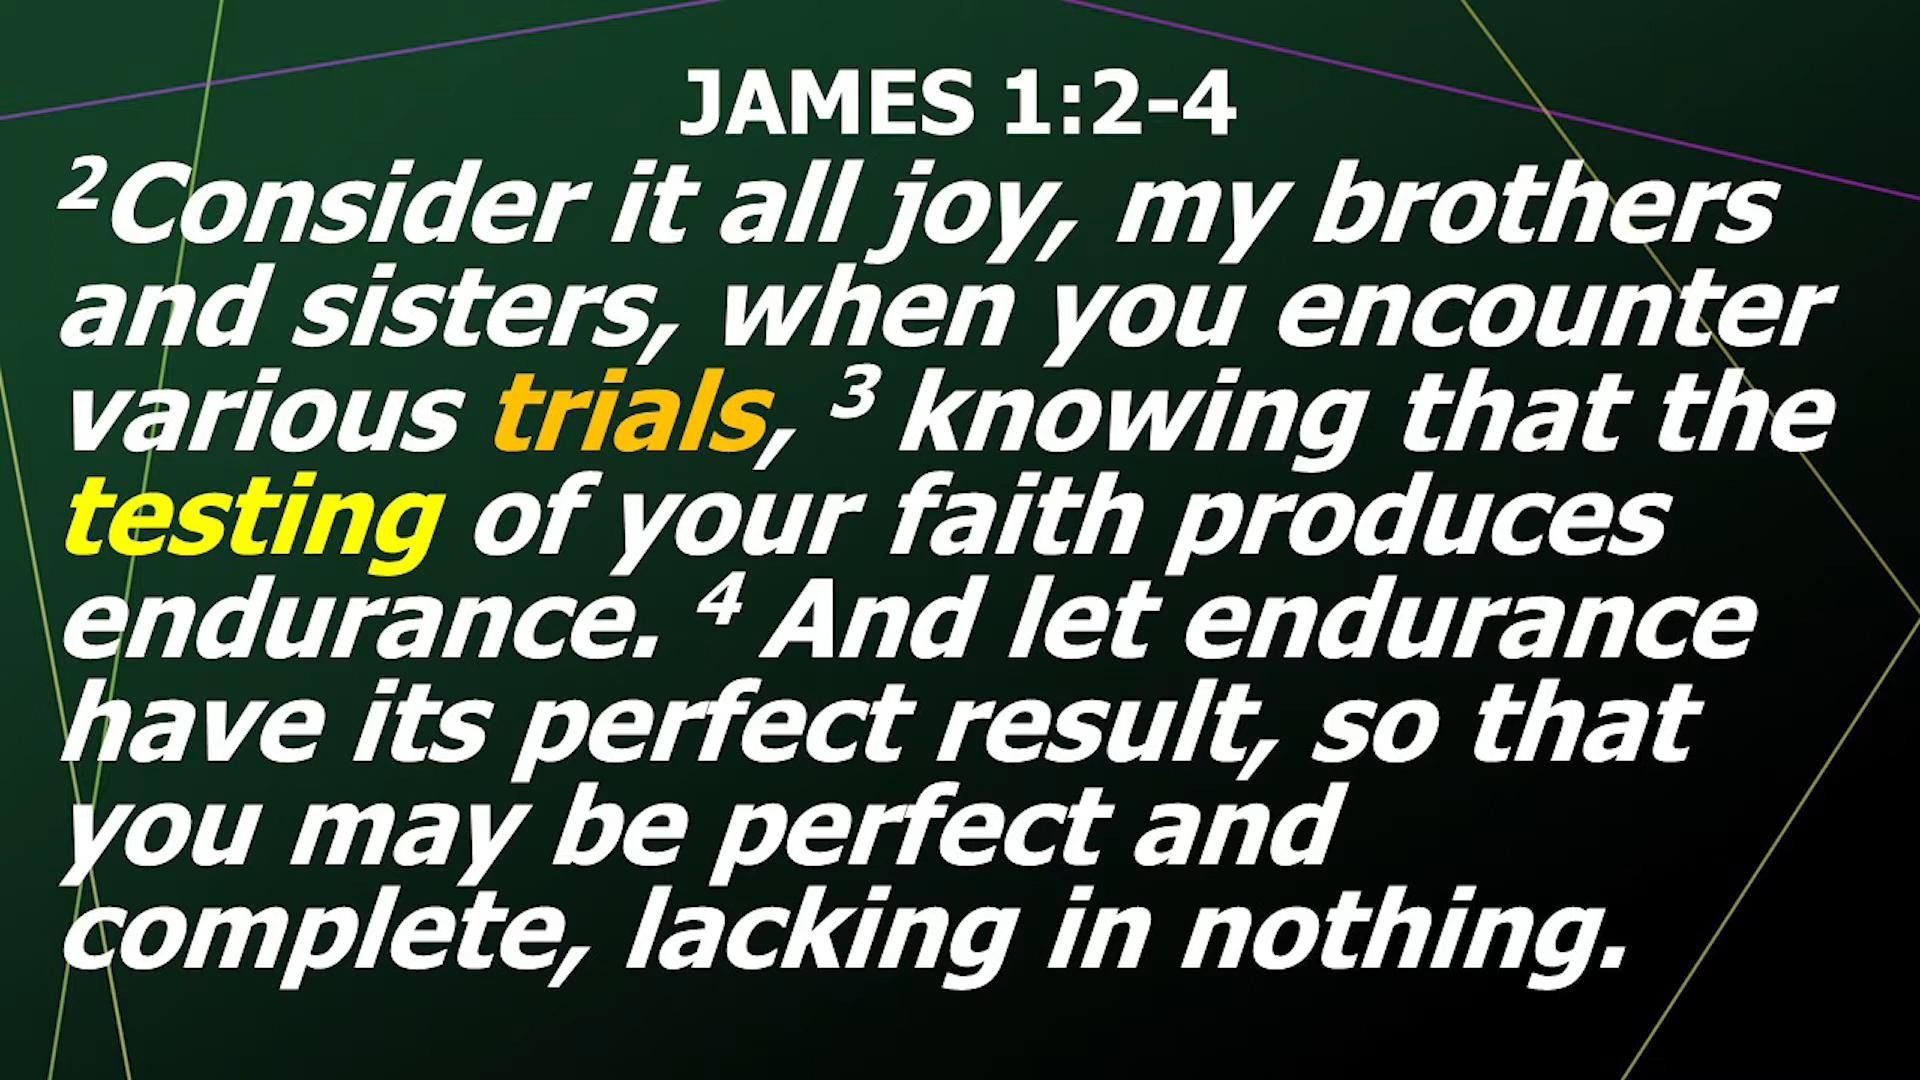 JAMES 1:2-4
²Consider it all joy, my brothers
and sisters, when you encounter
various trials, ³ knowing that the
testing of your faith produces
endurance. ⁴ And let endurance
have its perfect result, so that
you may be perfect and
complete, lacking in nothing.